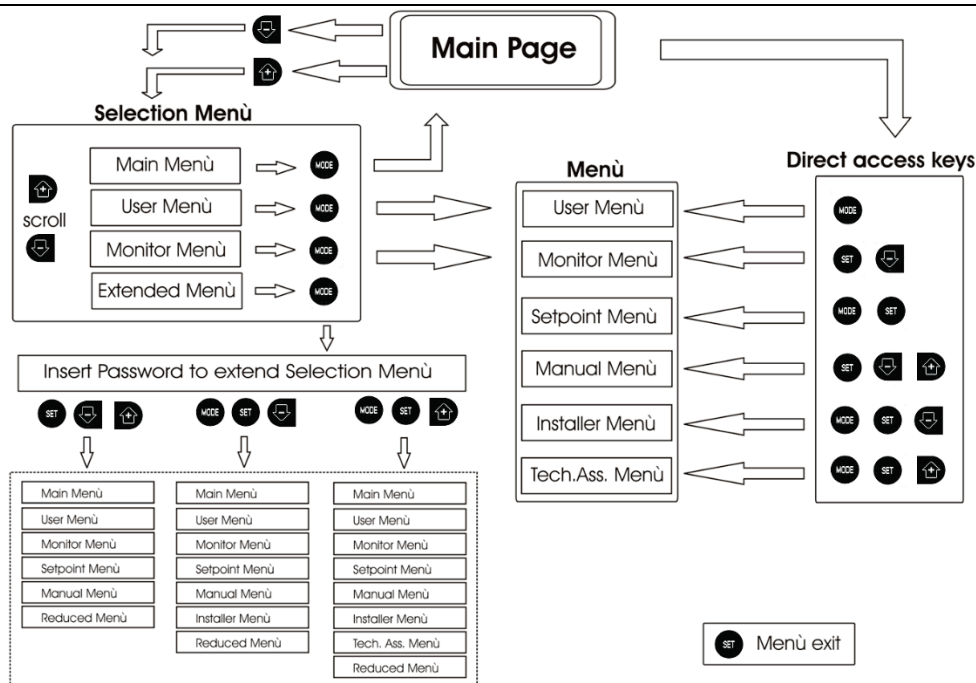 Main Page
Selection Menù
Main Menù
MODE
User Menù
MODE
Monitor Menù
MODE
Extended Menù
MODE
scroll
Insert Password to extend Selection Menù
SET
MODE SET
MODE SET
Main Menù
User Menù
Monitor Menù
Setpoint Menù
Manual Menù
Reduced Menù
Main Menù
User Menù
Monitor Menù
Setpoint Menù
Manual Menù
Installer Menù
Reduced Menù
Main Menù
User Menù
Monitor Menù
Setpoint Menù
Manual Menù
Installer Menù
Tech. Ass. Menù
Reduced Menù
Menù
User Menù
Monitor Menù
Setpoint Menù
Manual Menù
Installer Menù
Tech.Ass. Menù
Direct access keys
MODE
SET
MODE SET
SET
MODE SET
MODE SET
SET Menù exit